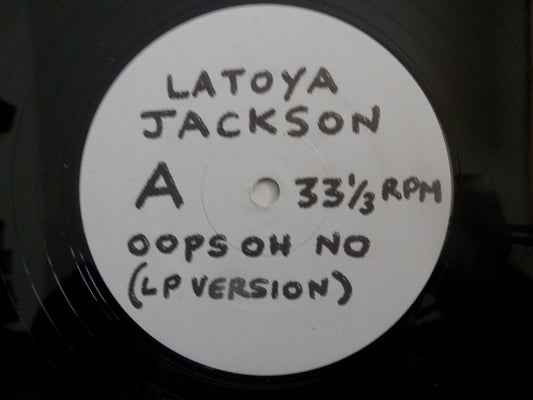 LATOYA
JACKSON
A 33⅓ RPM
OOPS OH NO
(LP VERSION)